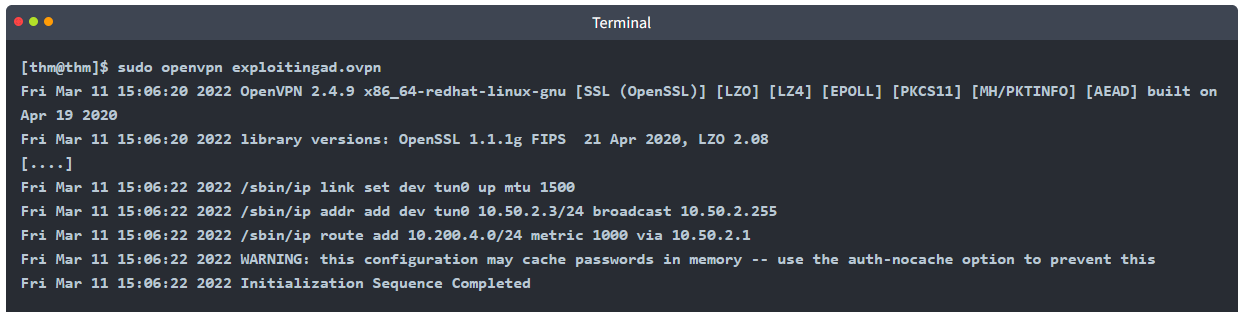 Terminal
[thm@thm]$ sudo openvpn exploitingad.ovpn
Fri Mar 11 15:06:20 2022 OpenVPN 2.4.9 x86_64-redhat-linux-gnu [SSL (OpenSSL)] [LZO] [LZ4] [EPOLL] [PKCS11] [MH/PKTINFO] [AEAD] built on
Apr 19 2020
Fri Mar 11 15:06:20 2022 library versions: OpenSSL 1.1.1g FIPS  21 Apr 2020, LZO 2.08
[....]
Fri Mar 11 15:06:22 2022 /sbin/ip link set dev tun0 up mtu 1500
Fri Mar 11 15:06:22 2022 /sbin/ip addr add dev tun0 10.50.2.3/24 broadcast 10.50.2.255
Fri Mar 11 15:06:22 2022 /sbin/ip route add 10.200.4.0/24 metric 1000 via 10.50.2.1
Fri Mar 11 15:06:22 2022 WARNING: this configuration may cache passwords in memory -- use the auth-nocache option to prevent this
Fri Mar 11 15:06:22 2022 Initialization Sequence Completed